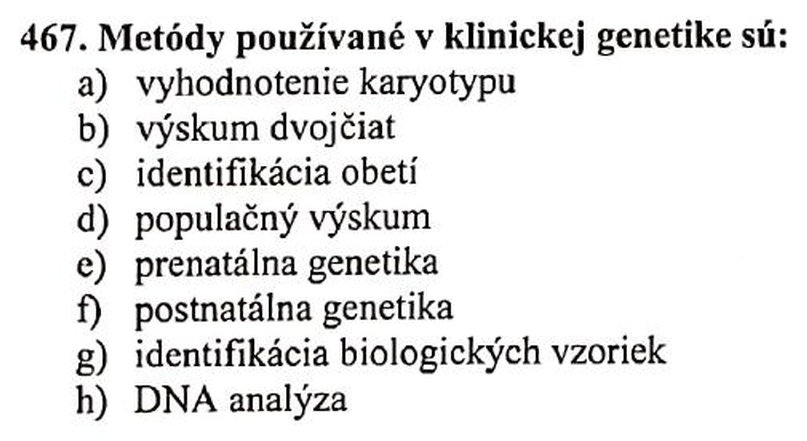 467. Metódy používané v klinickej genetike sú:
a) vyhodnotenie karyotypu
b) výskum dvojčiat
c) identifikácia obetí
d) populačný výskum
e) prenatálna genetika
f) postnatálna genetika
g) identifikácia biologických vzoriek
h) DNA analýza